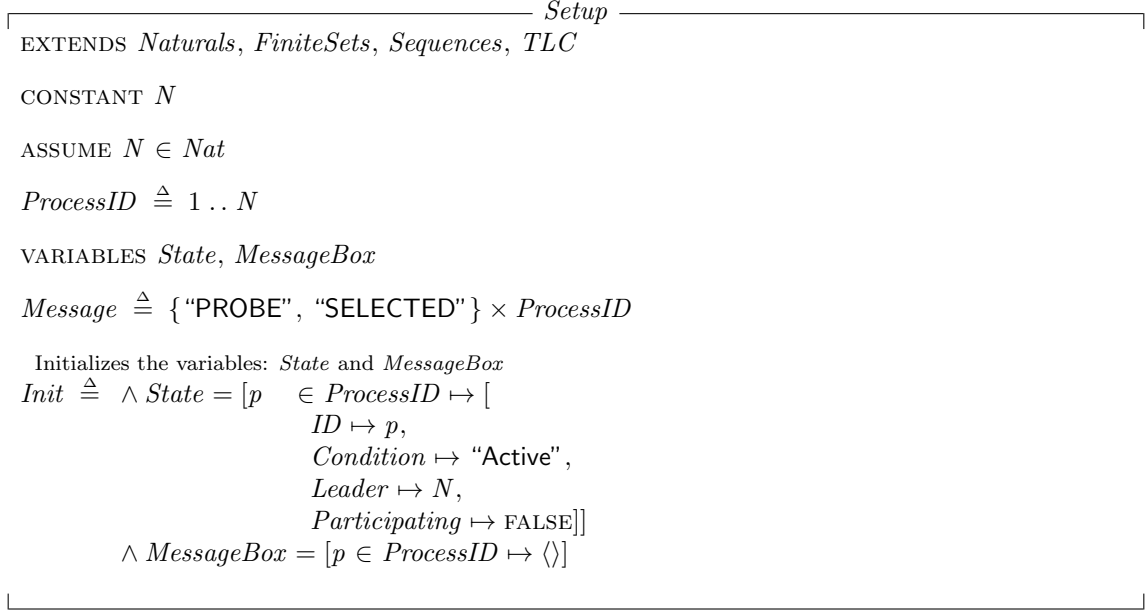 Setup
EXTENDS Naturals, FiniteSets, Sequences, TLC
CONSTANT N
ASSUME N ∈ Nat
ProcessID ≜ 1 .. N
VARIABLES State, MessageBox
Message ≜ {“PROBE”, “SELECTED”} × ProcessID
Initializes the variables: State and MessageBox
Init ≜ ∧ State = [p ∈ ProcessID ↦ [
ID ↦ p,
Condition ↦ “Active”,
Leader ↦ N,
Participating ↦ FALSE]]
∧ MessageBox = [p ∈ ProcessID ↦ ⟨⟩]